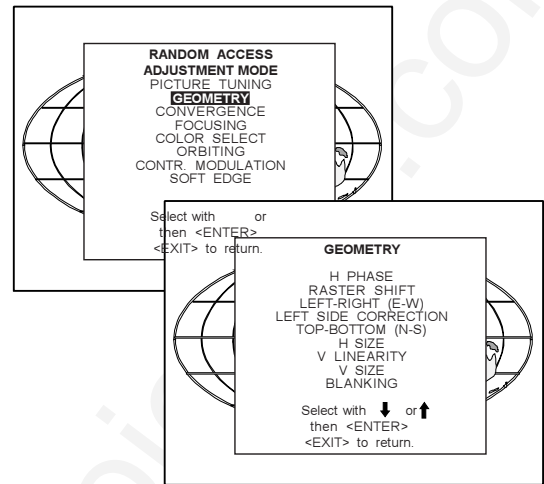 RANDOM ACCESS
ADJUSTMENT MODE
PICTURE TUNING
GEOMETRY
CONVERGENCE
FOCUSING
COLOR SELECT
ORBITING
CONTR. MODULATION
SOFT EDGE
Select with or
then <ENTER>
<EXIT> to return.
GEOMETRY
H PHASE
RASTER SHIFT
LEFT-RIGHT (E-W)
LEFT SIDE CORRECTION
TOP-BOTTOM (N-S)
H SIZE
V LINEARITY
V SIZE
BLANKING
Select with ⬇ or ⬆
then <ENTER>
<EXIT> to return.